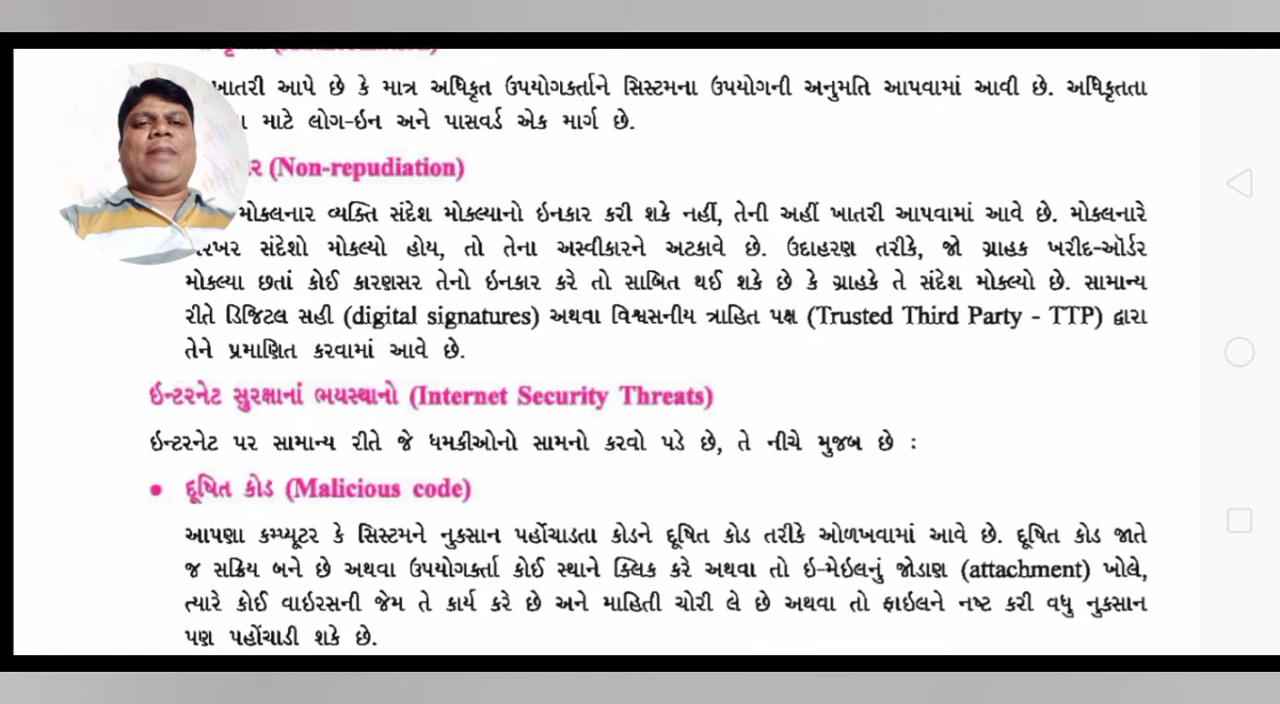 ખાતરી આપે છે કે માત્ર અધિકૃત ઉપયોગકર્તાને સિસ્ટમના ઉપયોગની અનુમતિ આપવામાં આવી છે. અધિકૃતતા
માટે લોગ-ઇન અને પાસવર્ડ એક માર્ગ છે.
(Non-repudiation)
મોકલનાર વ્યક્તિ સંદેશ મોકલ્યાનો ઇનકાર કરી શકે નહીં, તેની અહીં ખાતરી આપવામાં આવે છે. મોકલનારે
સંદેશો મોકલ્યો હોય, તો તેના અસ્વીકારને અટકાવે છે. ઉદાહરણ તરીકે, જો ગ્રાહક ખરીદ-ઑર્ડર
મોકલ્યા છતાં કોઈ કારણસર તેનો ઇનકાર કરે તો સાબિત થઈ શકે છે કે ગ્રાહકે તે સંદેશ મોકલ્યો છે. સામાન્ય
રીતે ડિજિટલ સહી (digital signatures) અથવા વિશ્વસનીય ત્રાહિત પક્ષ (Trusted Third Party - TTP) દ્વારા
તેને પ્રમાણિત કરવામાં આવે છે.
ઇન્ટરનેટ સુરક્ષાનાં ભયસ્થાનો (Internet Security Threats)
ઇન્ટરનેટ પર સામાન્ય રીતે જે ધમકીઓનો સામનો કરવો પડે છે, તે નીચે મુજબ છે :
• દૂષિત કોડ (Malicious code)
આપણા કમ્પ્યૂટર કે સિસ્ટમને નુકસાન પહોંચાડતા કોડને દૂષિત કોડ તરીકે ઓળખવામાં આવે છે. દૂષિત કોડ જાતે
જ સક્રિય બને છે અથવા ઉપયોગકર્તા કોઈ સ્થાને ક્લિક કરે અથવા તો ઇ-મેઇલનું જોડાણ (attachment) ખોલે,
ત્યારે કોઈ વાઇરસની જેમ તે કાર્ય કરે છે અને માહિતી ચોરી લે છે અથવા તો ફાઇલને નષ્ટ કરી વધુ નુકસાન
પણ પહોંચાડી શકે છે.